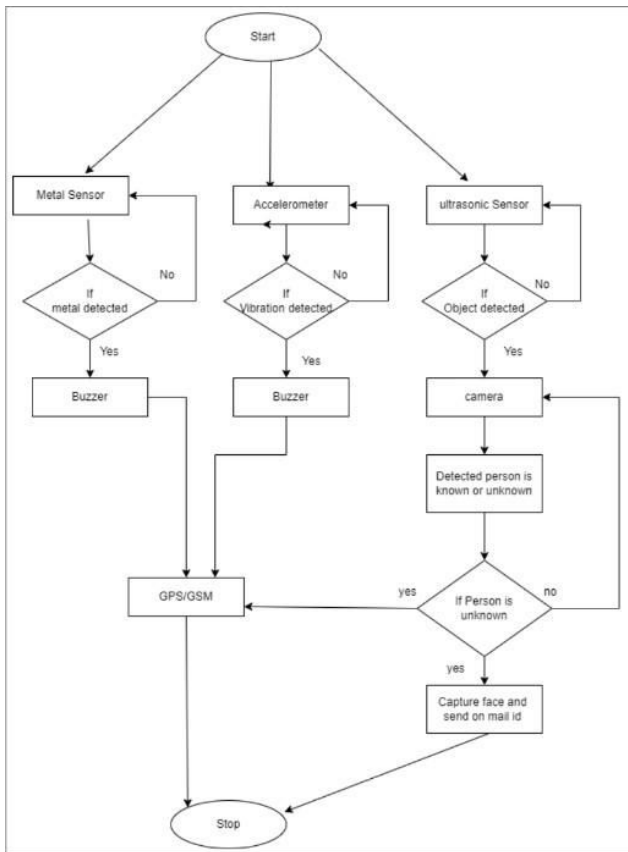 Start
Metal Sensor
Accelerometer
ultrasonic Sensor
If
metal detected
No
If
Vibration detected
No
If
Object detected
No
Yes
Yes
Yes
Buzzer
Buzzer
camera
Detected person is
known or unknown
GPS/GSM
yes
If Person is
unknown
no
yes
Capture face and
send on mail id
Stop